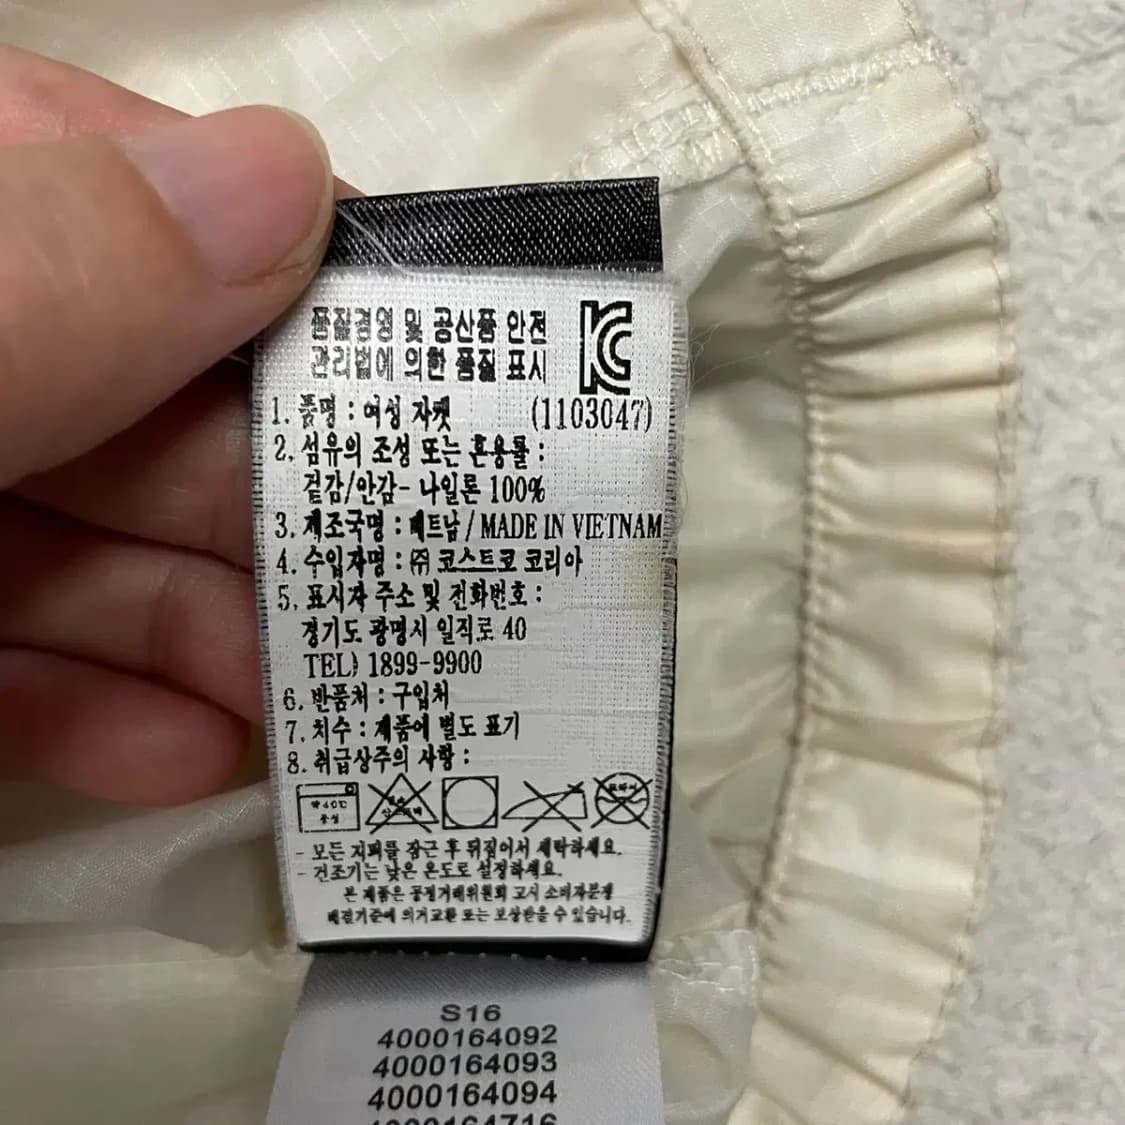 품질경영 및 공산품 안전
관리법에 의한 품질 표시
KC
1. 품명 : 여성 자켓 (1103047)
2. 섬유의 조성 또는 혼용률 :
겉감/안감- 나일론 100%
3. 제조국명 : 베트남 / MADE IN VIETNAM
4. 수입자명 : ㈜ 코스트코 코리아
5. 표시자 주소 및 전화번호 :
경기도 광명시 일직로 40
TEL) 1899-9900
6. 반품처 : 구입처
7. 치수 : 제품에 별도 표기
8. 취급상주의 사항 :
약 40℃
중성
- 모든 지퍼를 잠근 후 뒤집어서 세탁하세요.
- 건조기는 낮은 온도로 설정하세요.
본 제품은 공정거래위원회 고시 소비자분쟁
해결기준에 의거교환 또는 보상받을 수 있습니다.
S16
4000164092
4000164093
4000164094
4000164716